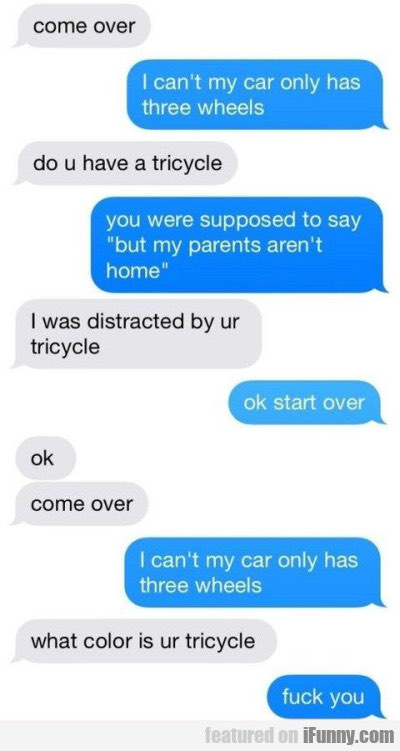 come over
I can't my car only has
three wheels
do u have a tricycle
you were supposed to say
"but my parents aren't
home"
I was distracted by ur
tricycle
ok start over
ok
come over
I can't my car only has
three wheels
what color is ur tricycle
fuck you
featured on iFunny.com